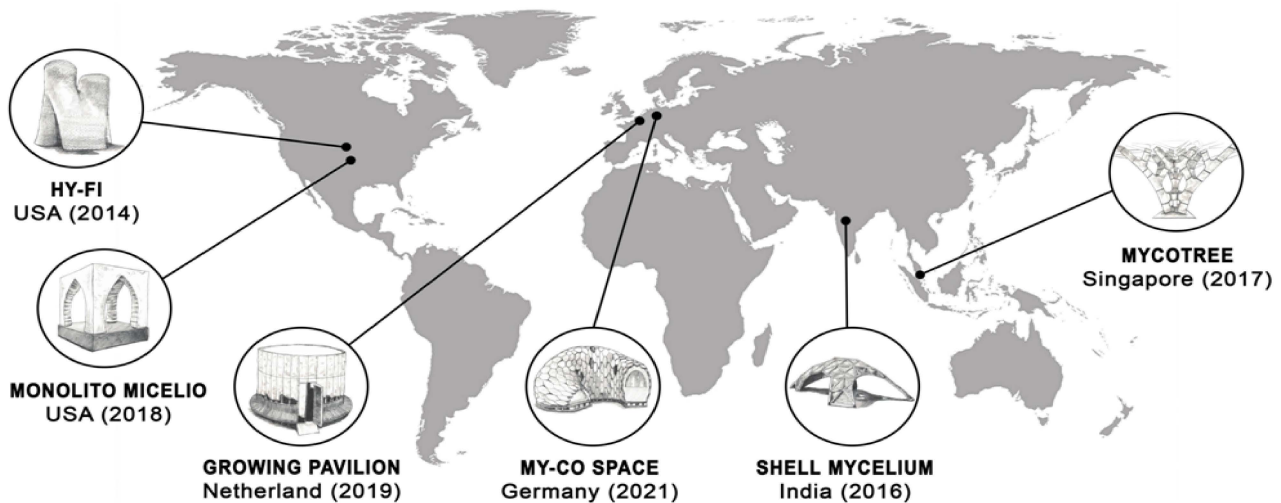 HY-FI
USA (2014)
MONOLITO MICELIO
USA (2018)
GROWING PAVILION
Netherland (2019)
MY-CO SPACE
Germany (2021)
SHELL MYCELIUM
India (2016)
MYCOTREE
Singapore (2017)